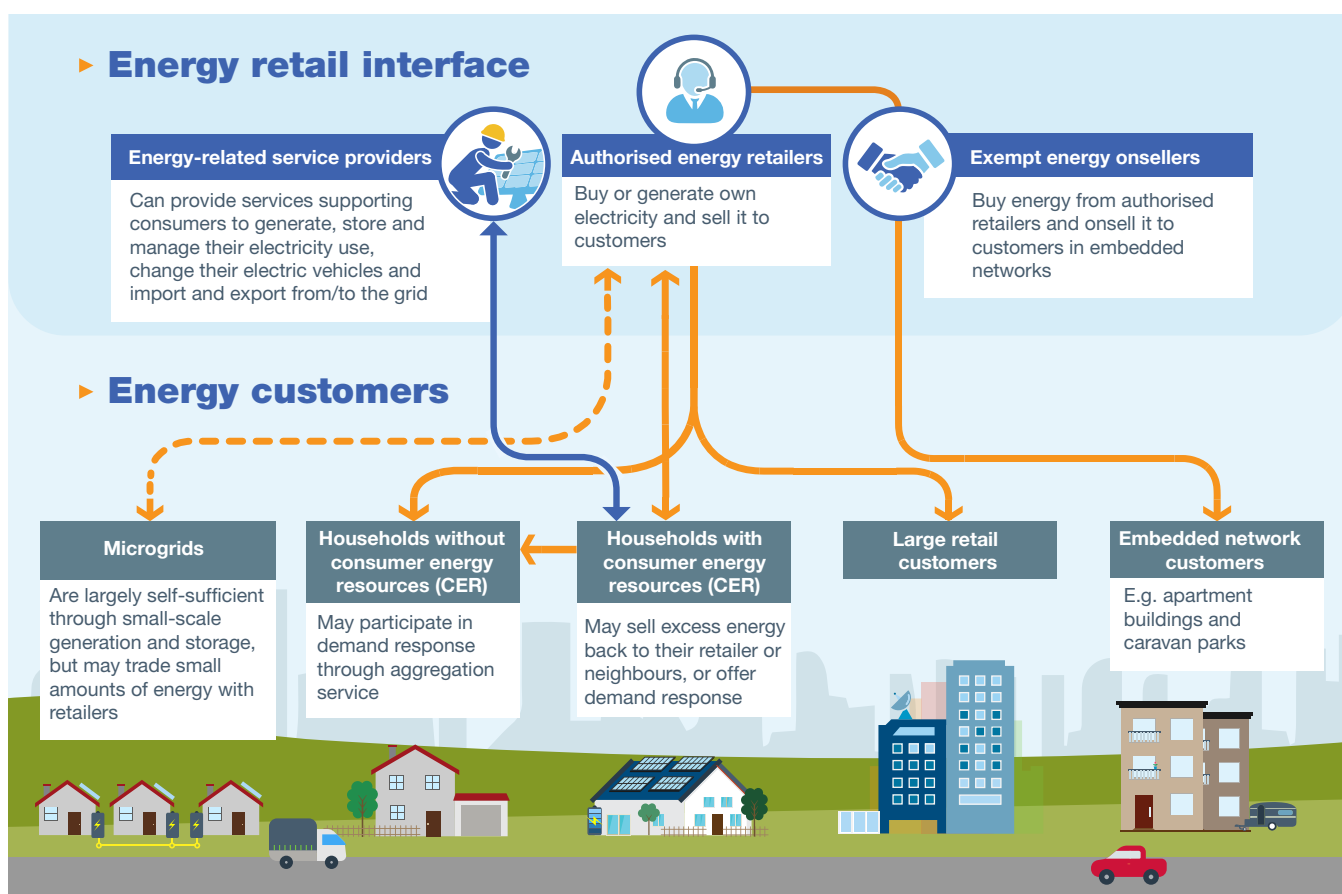 Energy retail interface
Energy-related service providers
Can provide services supporting
consumers to generate, store and
manage their electricity use,
change their electric vehicles and
import and export from/to the grid
Authorised energy retailers
Buy or generate own
electricity and sell it to
customers
Exempt energy onsellers
Buy energy from authorised
retailers and onsell it to
customers in embedded
networks
Energy customers
Microgrids
Are largely self-sufficient
through small-scale
generation and storage,
but may trade small
amounts of energy with
retailers
Households without
consumer energy
resources (CER)
May participate in
demand response
through aggregation
service
Households with
consumer energy
resources (CER)
May sell excess energy
back to their retailer or
neighbours, or offer
demand response
Large retail
customers
Embedded network
customers
E.g. apartment
buildings and
caravan parks